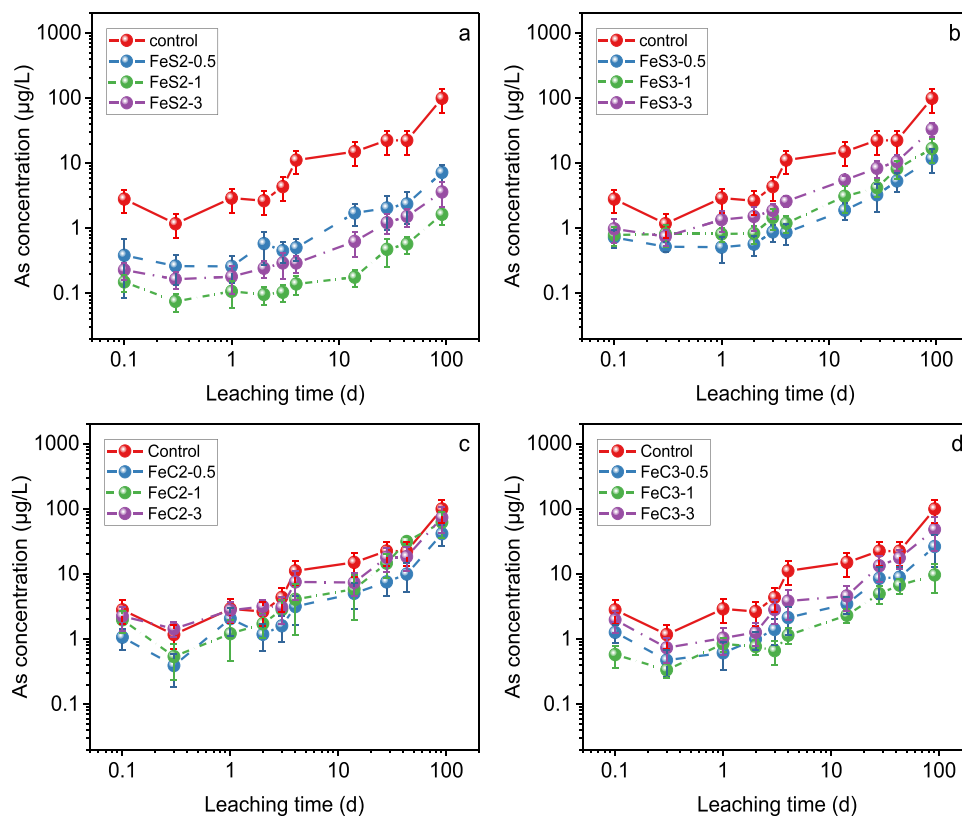 a
1000
100
10
1
0.1
As concentration (µg/L)
control
FeS2-0.5
FeS2-1
FeS2-3
0.1
1
10
100
Leaching time (d)
b
1000
100
10
1
0.1
As concentration (µg/L)
control
FeS3-0.5
FeS3-1
FeS3-3
0.1
1
10
100
Leaching time (d)
c
1000
100
10
1
0.1
As concentration (µg/L)
Control
FeC2-0.5
FeC2-1
FeC2-3
0.1
1
10
100
Leaching time (d)
d
1000
100
10
1
0.1
As concentration (µg/L)
Control
FeC3-0.5
FeC3-1
FeC3-3
0.1
1
10
100
Leaching time (d)